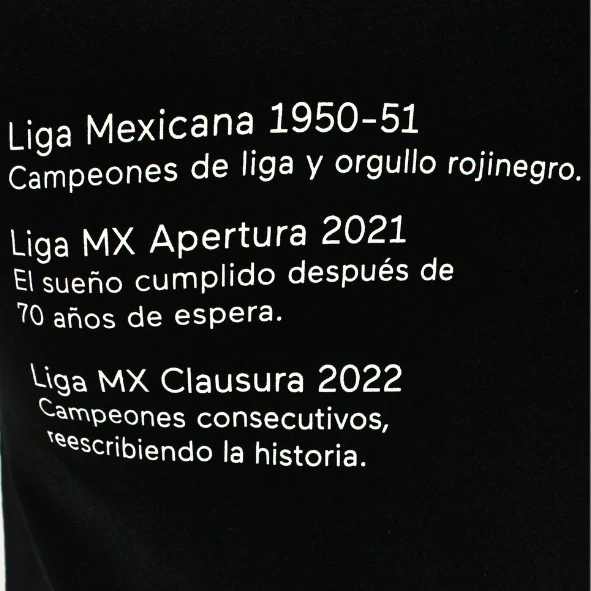 Liga Mexicana 1950-51
Campeones de liga y orgullo rojinegro.
Liga MX Apertura 2021
El sueño cumplido después de
70 años de espera.
Liga MX Clausura 2022
Campeones consecutivos,
reescribiendo la historia.